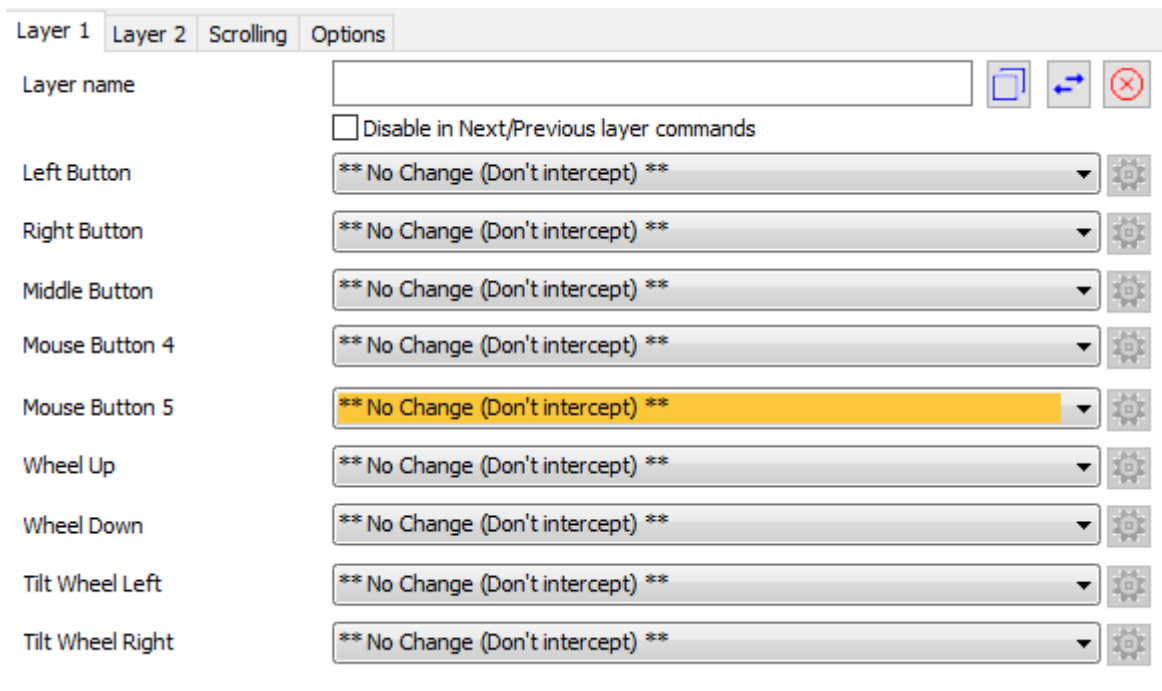 Layer 1 Layer 2 Scrolling Options
Layer name
Disable in Next/Previous layer commands
Left Button ** No Change (Don't intercept) **
Right Button ** No Change (Don't intercept) **
Middle Button ** No Change (Don't intercept) **
Mouse Button 4 ** No Change (Don't intercept) **
Mouse Button 5 ** No Change (Don't intercept) **
Wheel Up ** No Change (Don't intercept) **
Wheel Down ** No Change (Don't intercept) **
Tilt Wheel Left ** No Change (Don't intercept) **
Tilt Wheel Right ** No Change (Don't intercept) **